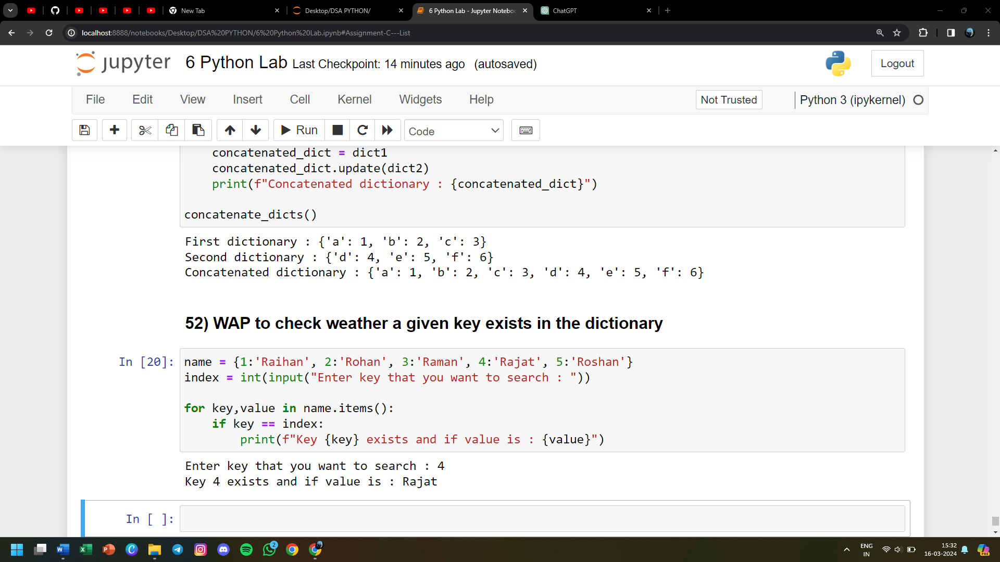 New Tab
Desktop/DSA PYTHON/
6 Python Lab - Jupyter Notebo
ChatGPT
localhost:8888/notebooks/Desktop/DSA%20PYTHON/6%20Python%20Lab.ipynb#Assignment-C---List
jupyter 6 Python Lab Last Checkpoint: 14 minutes ago (autosaved)
Logout
File Edit View Insert Cell Kernel Widgets Help
Not Trusted
Python 3 (ipykernel)
Run
Code
    concatenated_dict = dict1
    concatenated_dict.update(dict2)
    print(f"Concatenated dictionary : {concatenated_dict}")
concatenate_dicts()
First dictionary : {'a': 1, 'b': 2, 'c': 3}
Second dictionary : {'d': 4, 'e': 5, 'f': 6}
Concatenated dictionary : {'a': 1, 'b': 2, 'c': 3, 'd': 4, 'e': 5, 'f': 6}
52) WAP to check weather a given key exists in the dictionary
In [20]:
name = {1:'Raihan', 2:'Rohan', 3:'Raman', 4:'Rajat', 5:'Roshan'}
index = int(input("Enter key that you want to search : "))
for key,value in name.items():
    if key == index:
        print(f"Key {key} exists and if value is : {value}")
Enter key that you want to search : 4
Key 4 exists and if value is : Rajat
In [ ]:
2
ENG
IN
15:32
16-03-2024
PRE